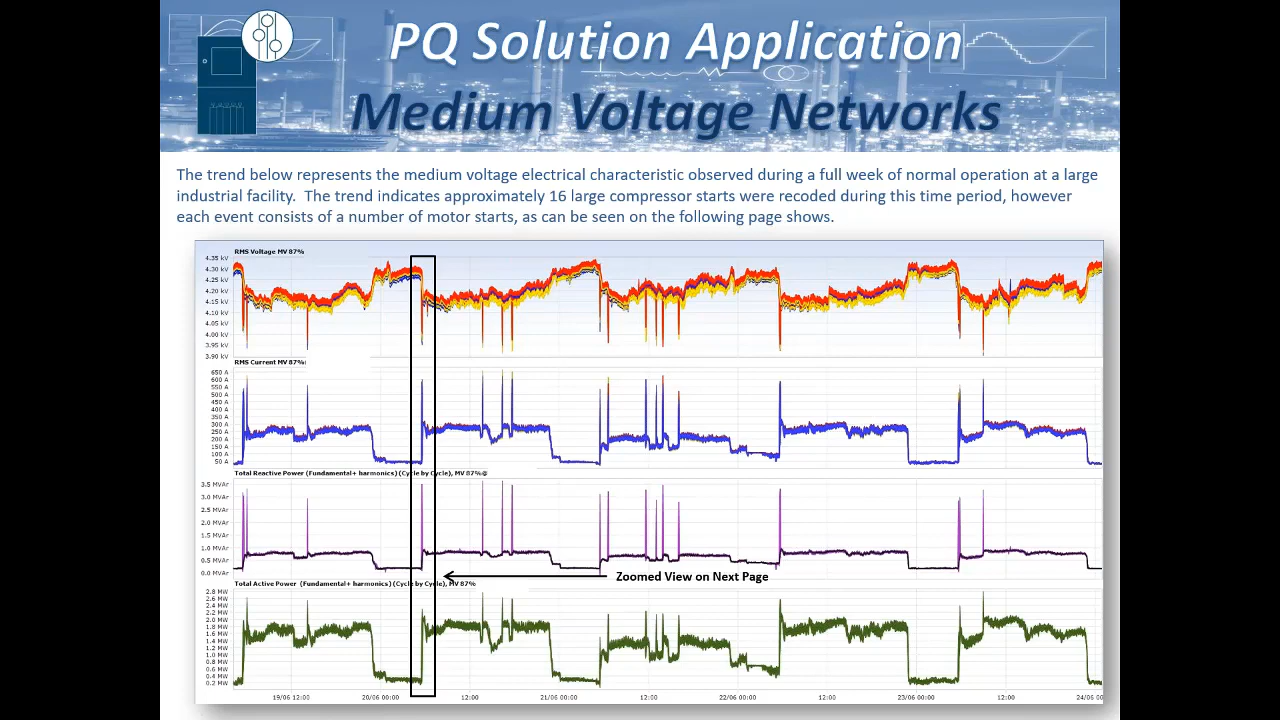 PQ Solution Application
Medium Voltage Networks
The trend below represents the medium voltage electrical characteristic observed during a full week of normal operation at a large
industrial facility.  The trend indicates approximately 16 large compressor starts were recoded during this time period, however
each event consists of a number of motor starts, as can be seen on the following page shows.
RMS Voltage MV 87%
4.35 kV
4.30 kV
4.25 kV
4.20 kV
4.15 kV
4.10 kV
4.05 kV
4.00 kV
3.95 kV
3.90 kV
RMS Current MV 87%
650 A
600 A
550 A
500 A
450 A
400 A
350 A
300 A
250 A
200 A
150 A
100 A
50 A
Total Reactive Power (Fundamental+ harmonics) (Cycle by Cycle), MV 87%
3.5 MVAr
3.0 MVAr
2.5 MVAr
2.0 MVAr
1.5 MVAr
1.0 MVAr
0.5 MVAr
0.0 MVAr
Zoomed View on Next Page
Total Active Power (Fundamental+ harmonics) (Cycle by Cycle), MV 87%
2.8 MW
2.6 MW
2.4 MW
2.2 MW
2.0 MW
1.8 MW
1.6 MW
1.4 MW
1.2 MW
1.0 MW
0.8 MW
0.6 MW
0.4 MW
0.2 MW
19/06 12:00 20/06 00:00 12:00 21/06 00:00 12:00 22/06 00:00 12:00 23/06 00:00 12:00 24/06 00:0